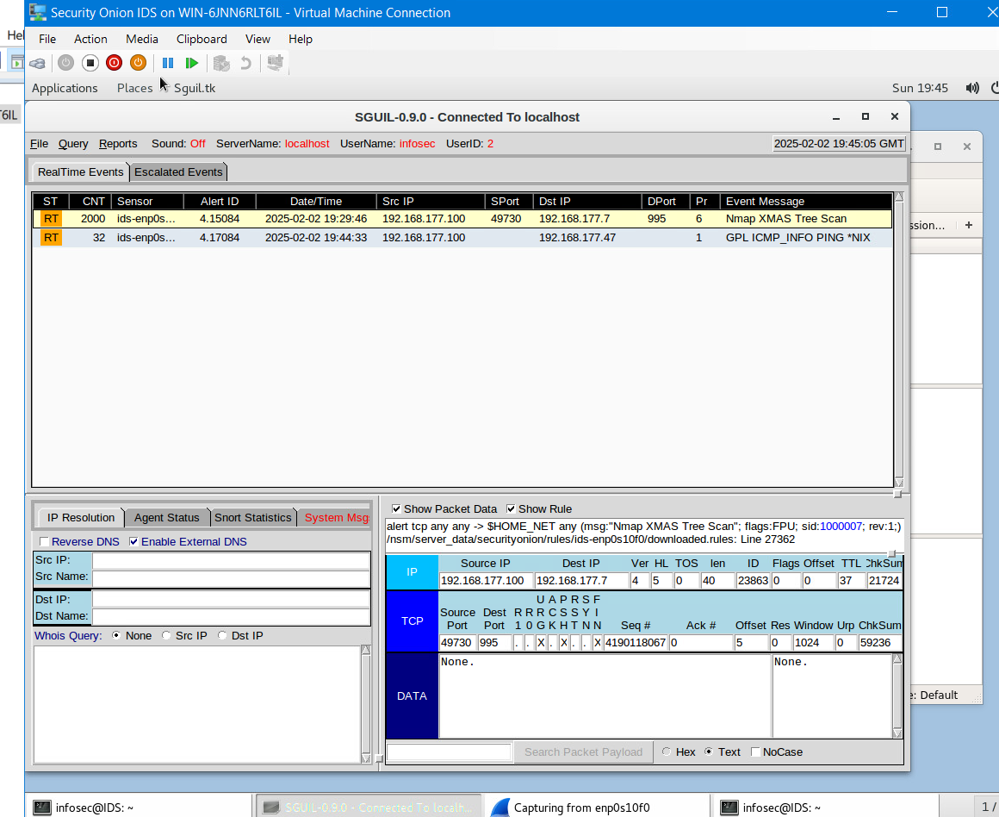 Security Onion IDS on WIN-6JNN6RLT6IL - Virtual Machine Connection
File Action Media Clipboard View Help
Applications Places Sguil.tk Sun 19:45
SGUIL-0.9.0 - Connected To localhost
File Query Reports Sound: Off ServerName: localhost UserName: infosec UserID: 2 2025-02-02 19:45:05 GMT
RealTime Events Escalated Events
ST CNT Sensor Alert ID Date/Time Src IP SPort Dst IP DPort Pr Event Message
RT 2000 ids-enp0s... 4.15084 2025-02-02 19:29:46 192.168.177.100 49730 192.168.177.7 995 6 Nmap XMAS Tree Scan
RT 32 ids-enp0s... 4.17084 2025-02-02 19:44:33 192.168.177.100 192.168.177.47 1 GPL ICMP_INFO PING *NIX
IP Resolution Agent Status Snort Statistics System Msg
Reverse DNS Enable External DNS
Src IP:
Src Name:
Dst IP:
Dst Name:
Whois Query: None Src IP Dst IP
Show Packet Data Show Rule
alert tcp any any -> $HOME_NET any (msg:"Nmap XMAS Tree Scan"; flags:FPU; sid:1000007; rev:1;)
/nsm/server_data/securityonion/rules/ids-enp0s10f0/downloaded.rules: Line 27362
IP
Source IP Dest IP Ver HL TOS len ID Flags Offset TTL ChkSum
192.168.177.100 192.168.177.7 4 5 0 40 23863 0 0 37 21724
TCP
U A P R S F
Source Dest R R R C S S Y I
Port Port 1 0 G K H T N N Seq # Ack # Offset Res Window Urp ChkSum
49730 995 . . X . X . . X 4190118067 0 5 0 1024 0 59236
DATA
None. None.
Search Packet Payload Hex Text NoCase
ssion... +
e: Default
infosec@IDS: ~ SGUIL-0.9.0 - Connected To localh... Capturing from enp0s10f0 infosec@IDS: ~ 1 /